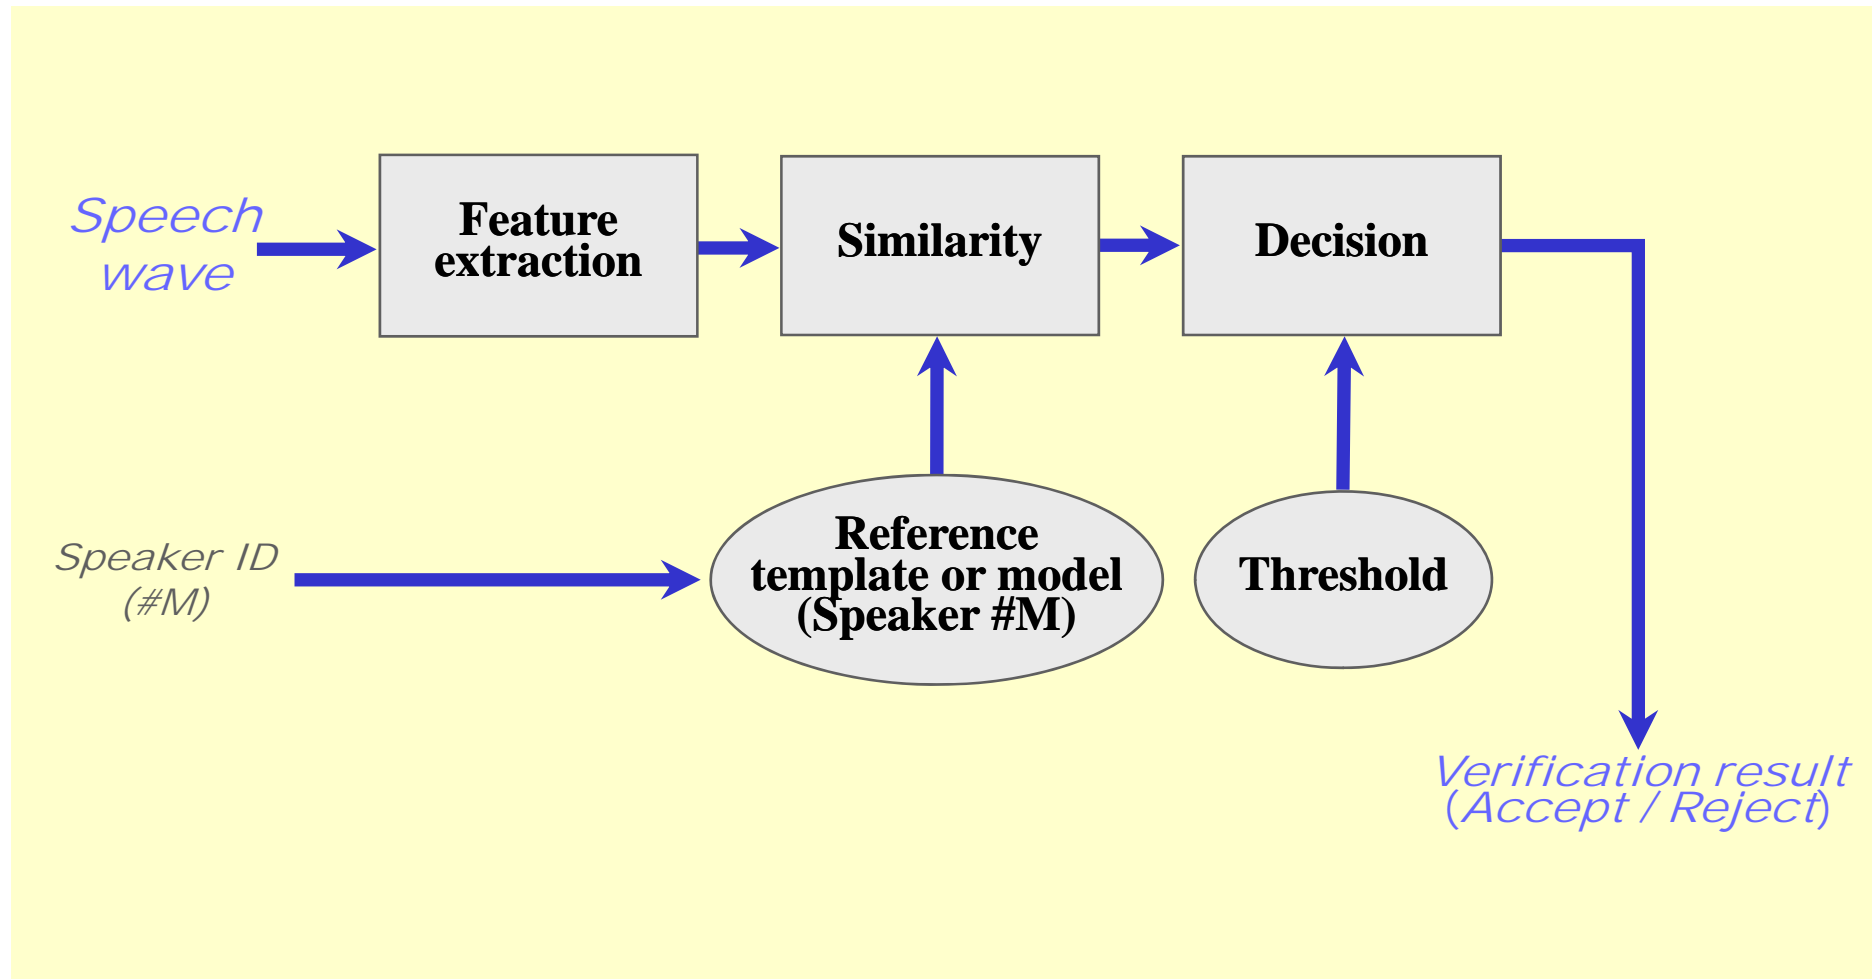 Speech
wave
Feature
extraction
Similarity
Decision
Speaker ID
(#M)
Reference
template or model
(Speaker #M)
Threshold
Verification result
(Accept / Reject)